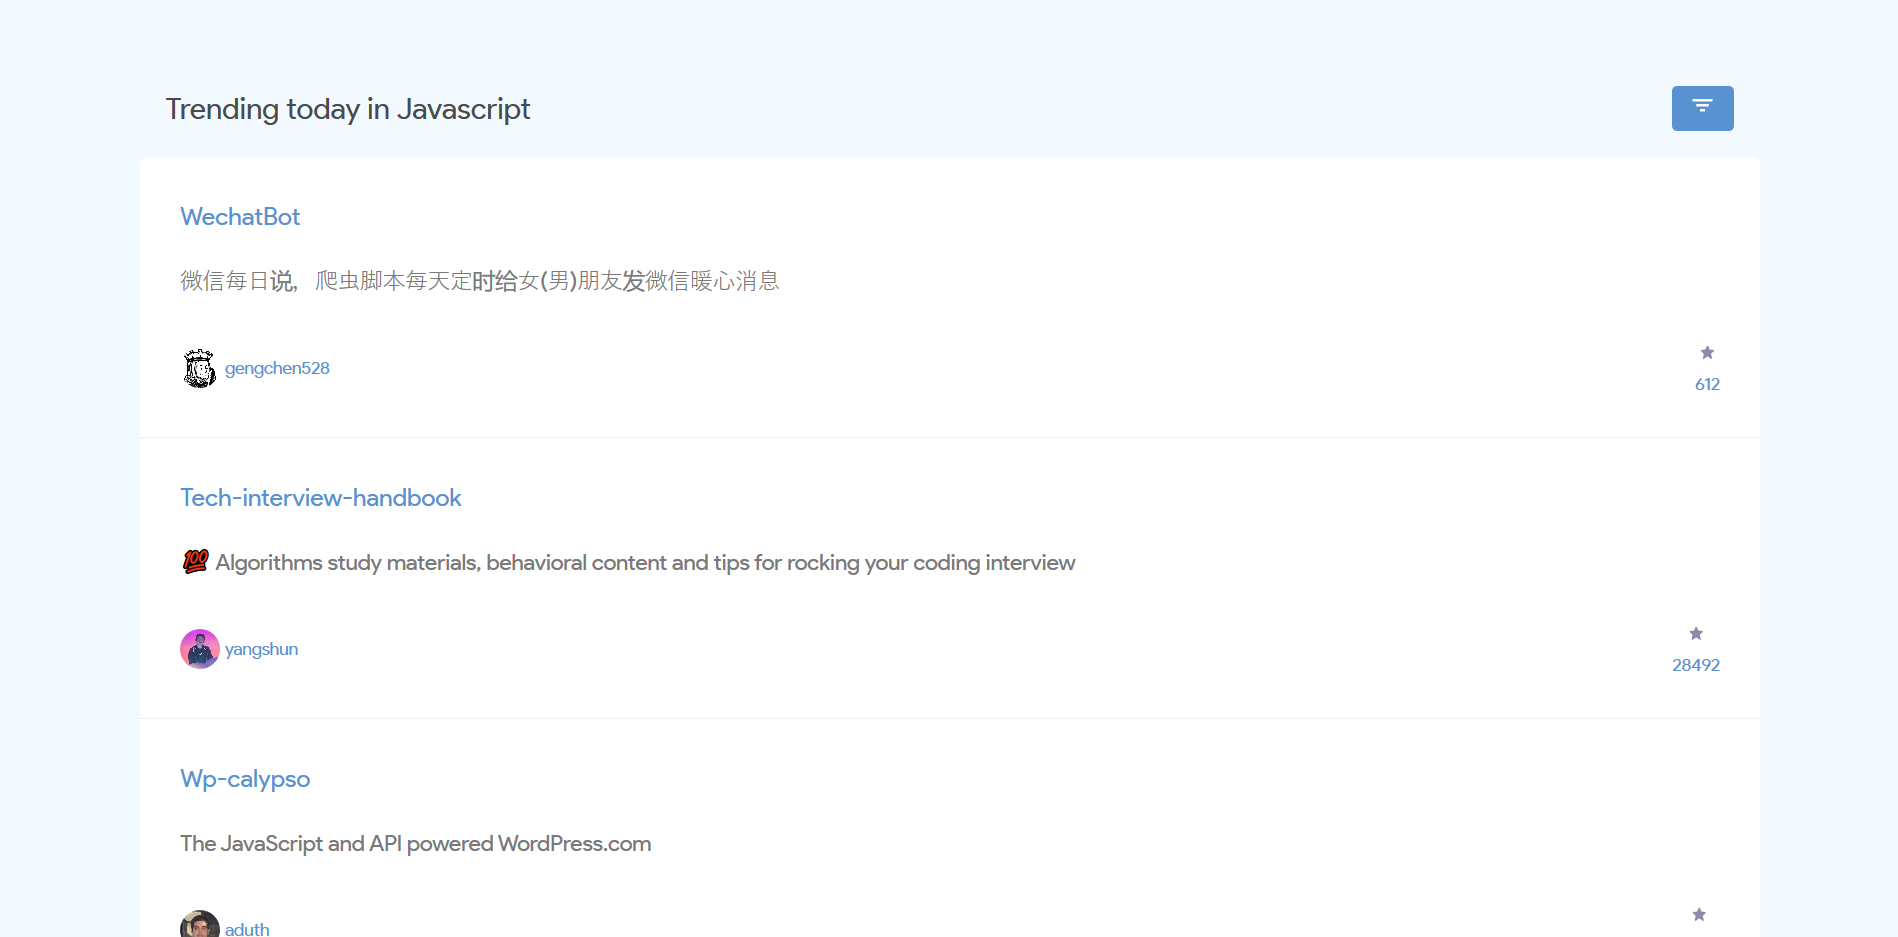 Trending today in Javascript
WechatBot
微信每日说，爬虫脚本每天定时给女(男)朋友发微信暖心消息
gengchen528
612
Tech-interview-handbook
💯 Algorithms study materials, behavioral content and tips for rocking your coding interview
yangshun
28492
Wp-calypso
The JavaScript and API powered WordPress.com
aduth